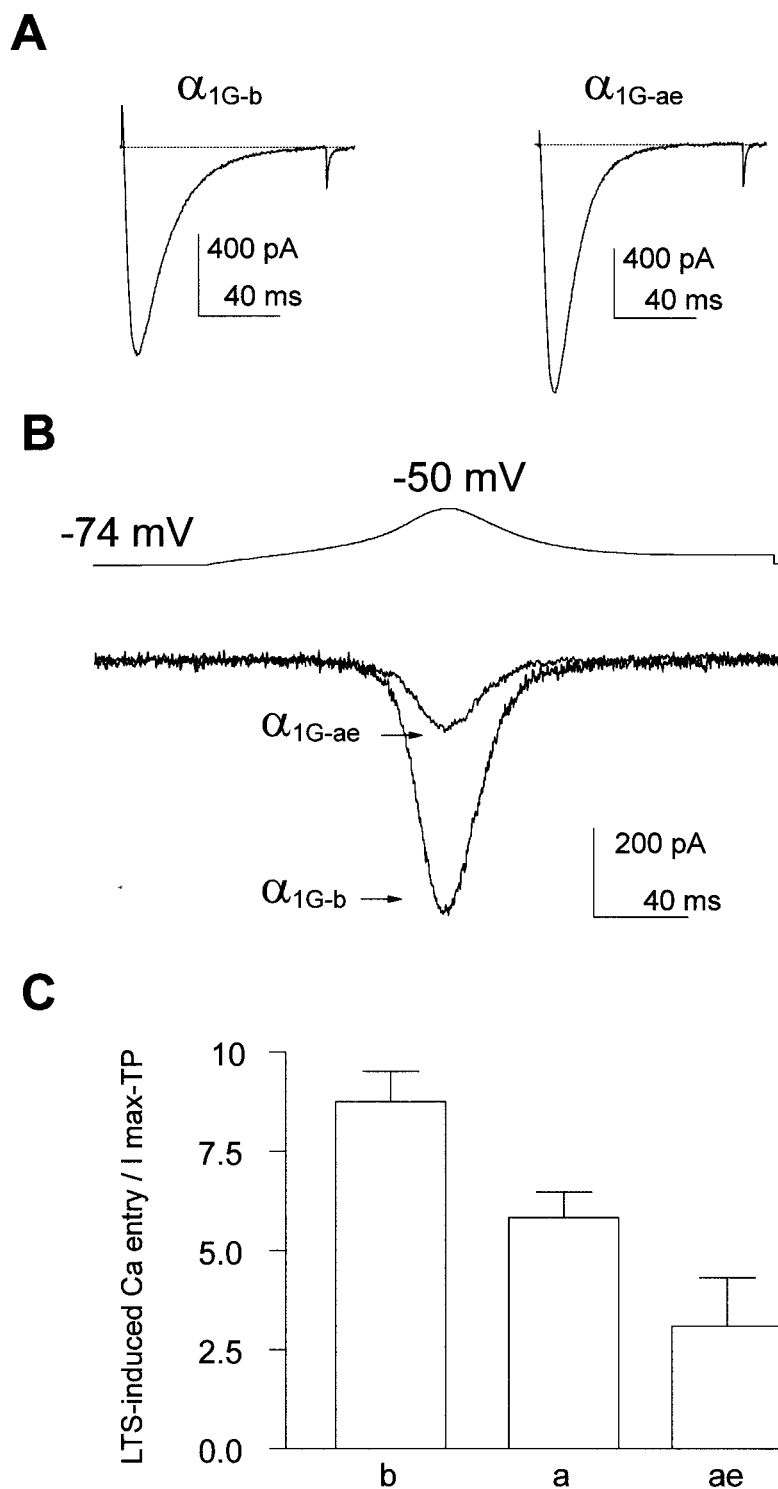 A
α1G-b
α1G-ae
400 pA
40 ms
400 pA
40 ms
B
-50 mV
-74 mV
α1G-ae
α1G-b
200 pA
40 ms
C
LTS-induced Ca entry / I max-TP
10
7.5
5.0
2.5
0.0
b
a
ae